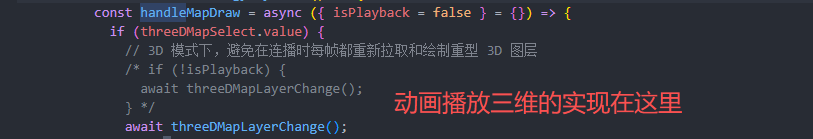 const handleMapDraw = async ({ isPlayback = false } = {}) => {
if (threeDMapSelect.value) {
// 3D 模式下，避免在连播时每帧都重新拉取和绘制重型 3D 图层
/* if (!isPlayback) {
await threeDMapLayerChange();
} */
动画播放三维的实现在这里
await threeDMapLayerChange();